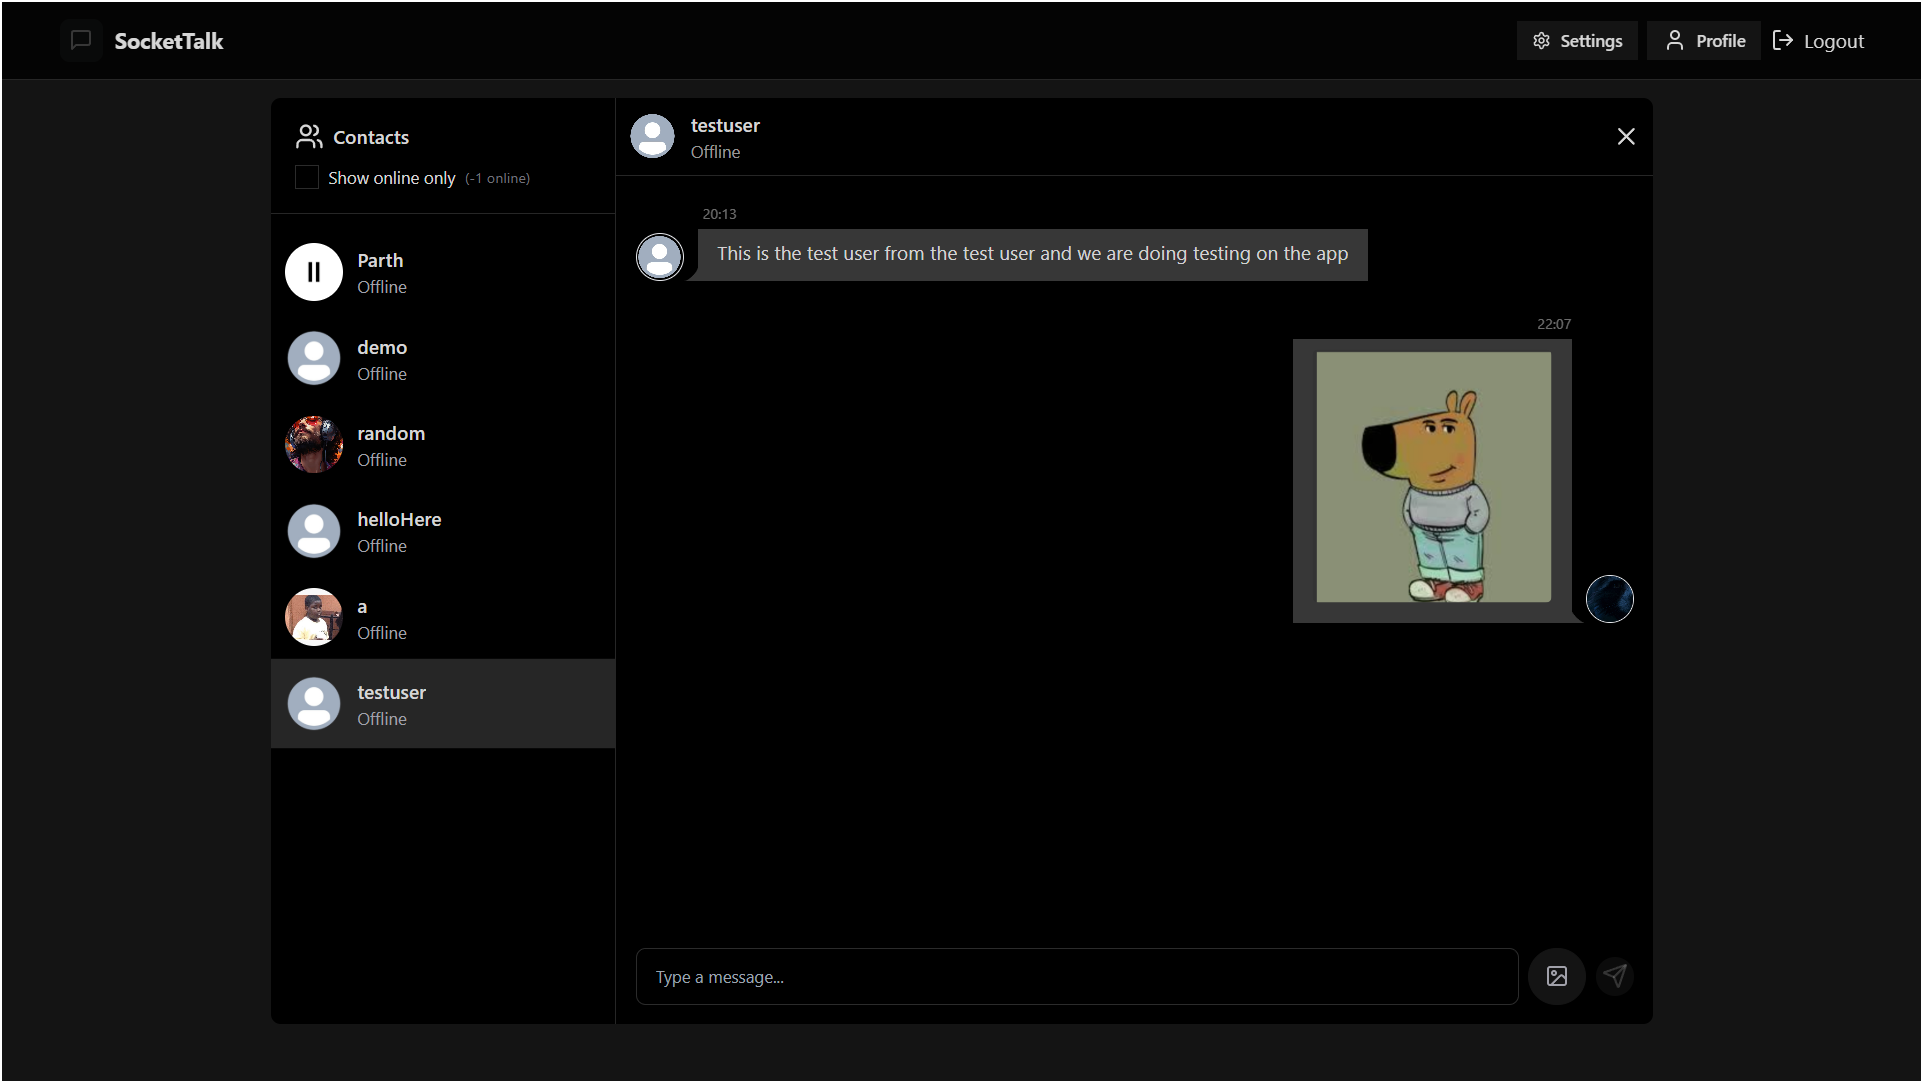 SocketTalk
Settings
Profile
Logout
Contacts
Show online only (-1 online)
Parth
Offline
demo
Offline
random
Offline
helloHere
Offline
a
Offline
testuser
Offline
testuser
Offline
20:13
This is the test user from the test user and we are doing testing on the app
22:07
Type a message...